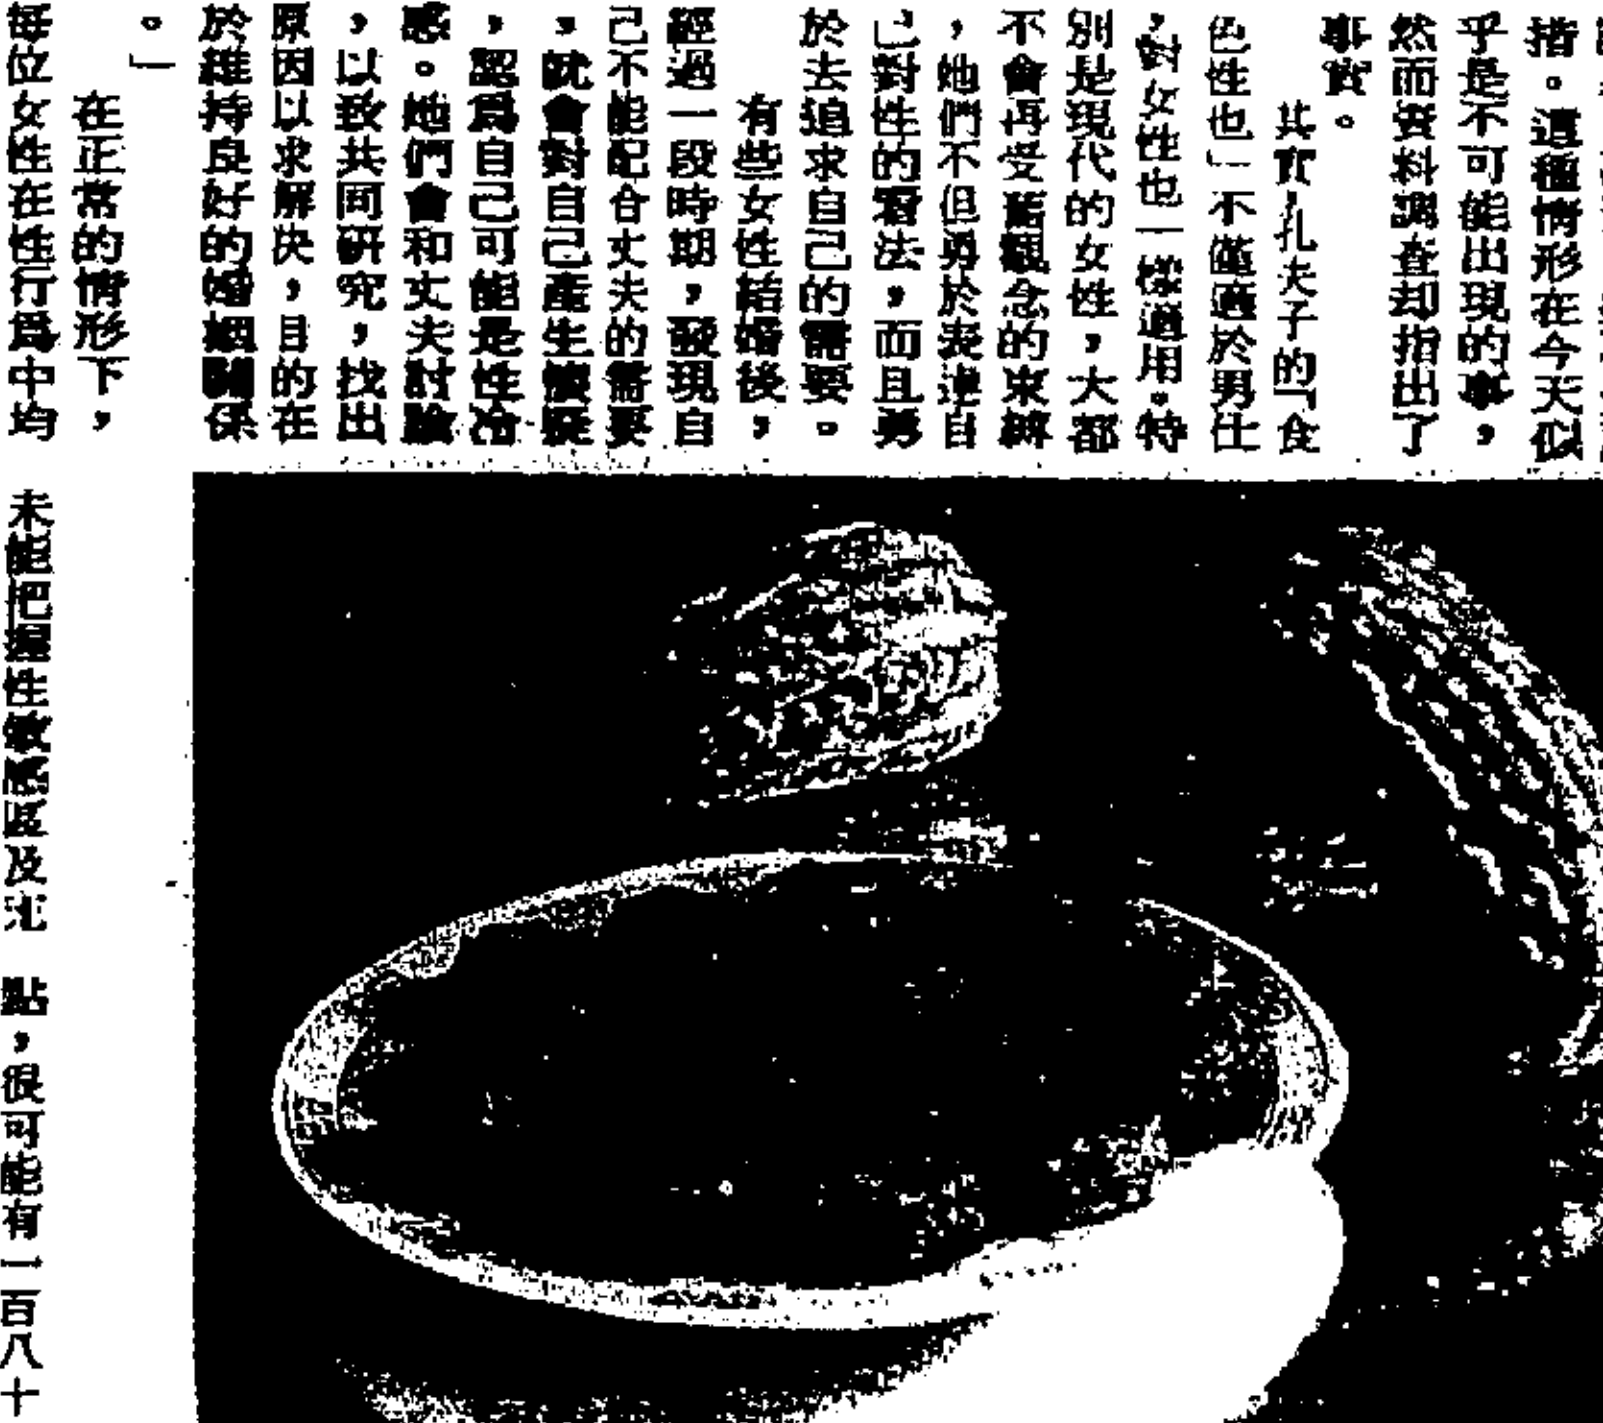 措。這種情形在今天似
乎是不可能出現的事，
然而資料調查却指出了
事實。
其實，孔夫子的「食
色性也」不僅適於男仕
，對女性也一樣適用。特
別是現代的女性，大都
不會再受舊觀念的束縛
，她們不但勇於表達自
己對性的看法，而且勇
於去追求自己的需要。
有些女性結婚後，
經過一段時期，發現自
己不能配合丈夫的需要
，就會對自己產生懷疑
，認爲自己可能是性冷
感。她們會和丈夫討論
，以致共同研究，找出
原因以求解決，目的在
於維持良好的婚姻關係
。」
在正常的情形下，
每位女性在性行爲中均
未能把握性敏感區及
點，很可能有一百八十